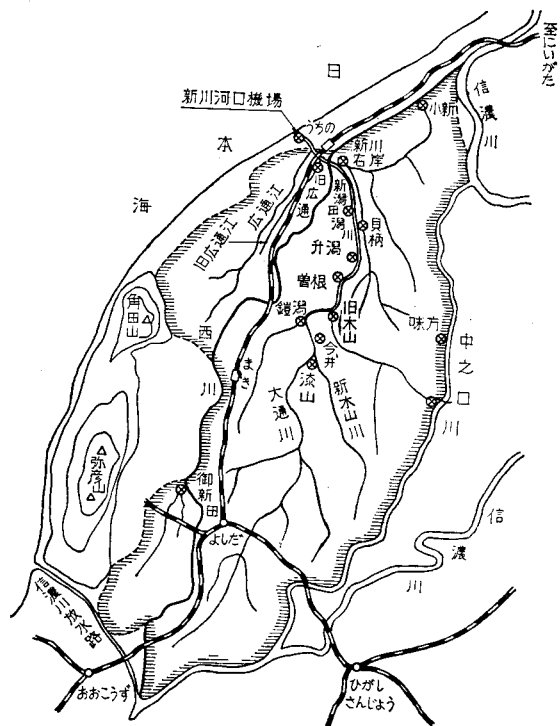 至にいがた
日本海
信濃川
小新
新川河口機場
うちの
新川右岸
旧広通
新川
田潟
貝柄
広通江
旧広通江
升潟
曽根
鎧潟
旧木山
味方
角田山
西川
まき
今井
漆山
中之口川
大通川
新木山川
弥彦山
御新田
よしだ
信濃川
信濃川放水路
おおこうず
ひがし
さんじょう